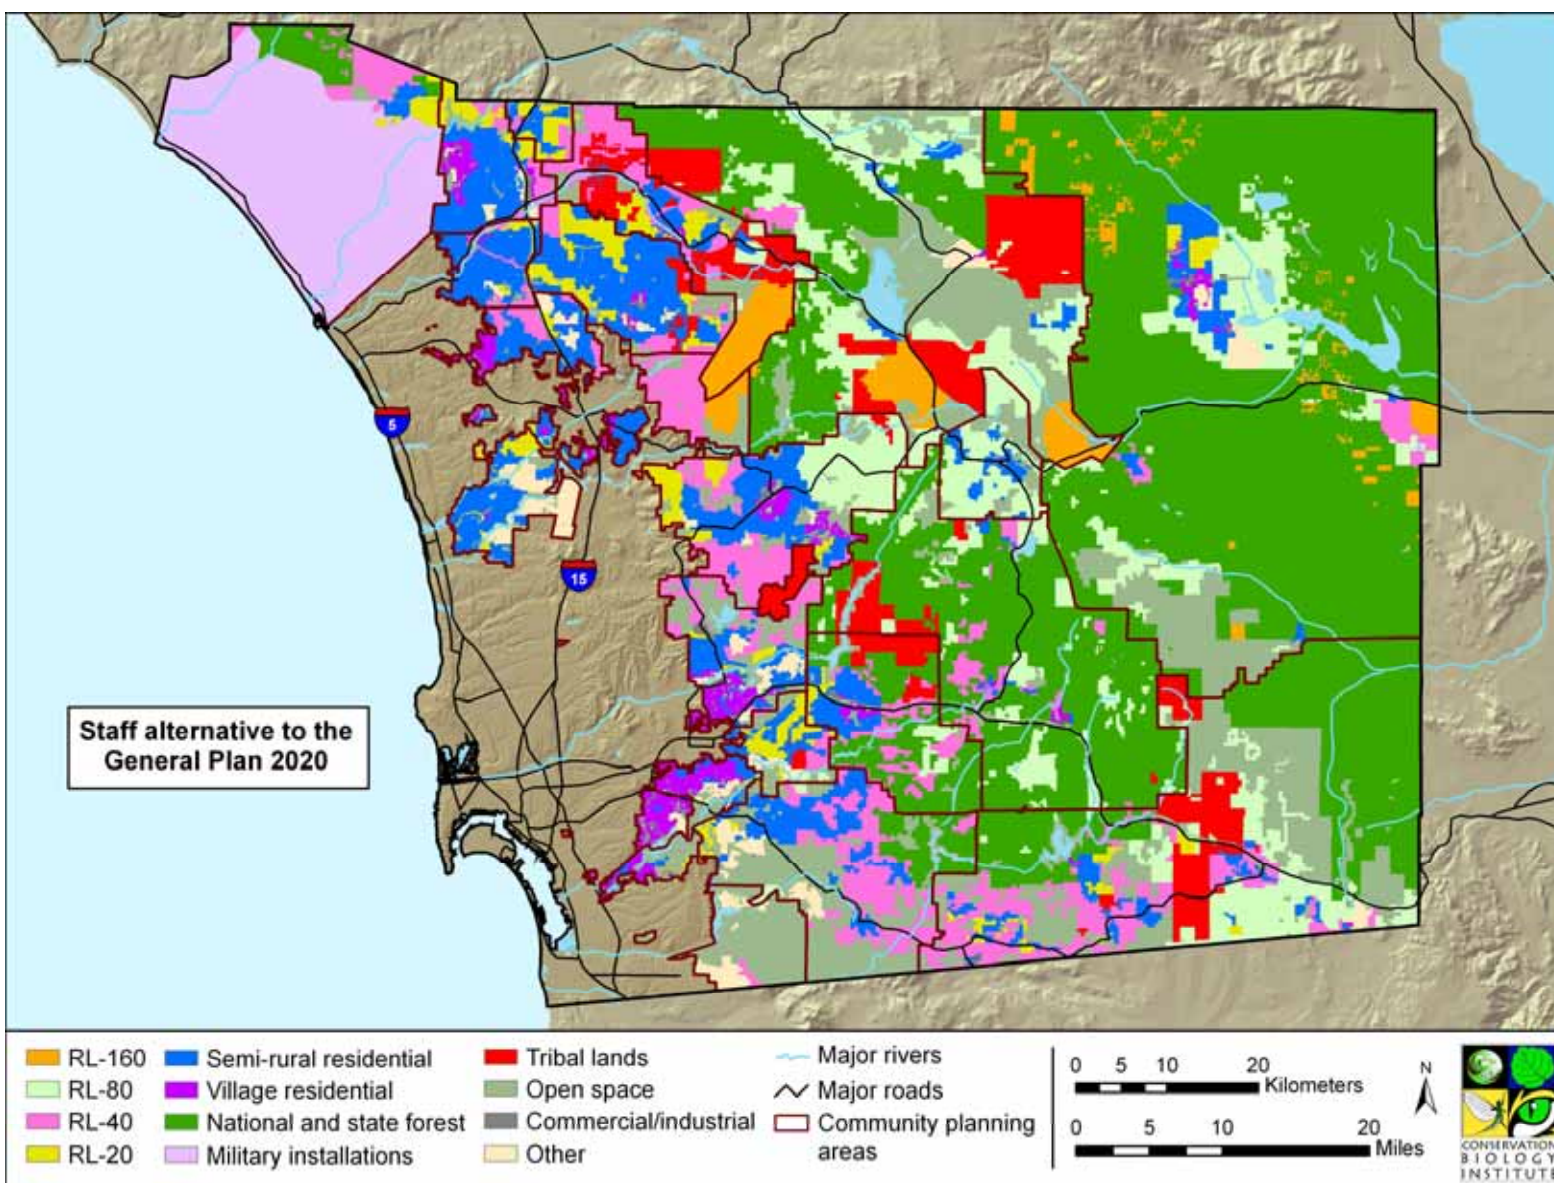 Staff alternative to the
General Plan 2020
5
15
RL-160
RL-80
RL-40
RL-20
Semi-rural residential
Village residential
National and state forest
Military installations
Tribal lands
Open space
Commercial/industrial
Other
Major rivers
Major roads
Community planning
areas
0 5 10 20
Kilometers
0 5 10 20
Miles
N
CONSERVATION
BIOLOGY
INSTITUTE